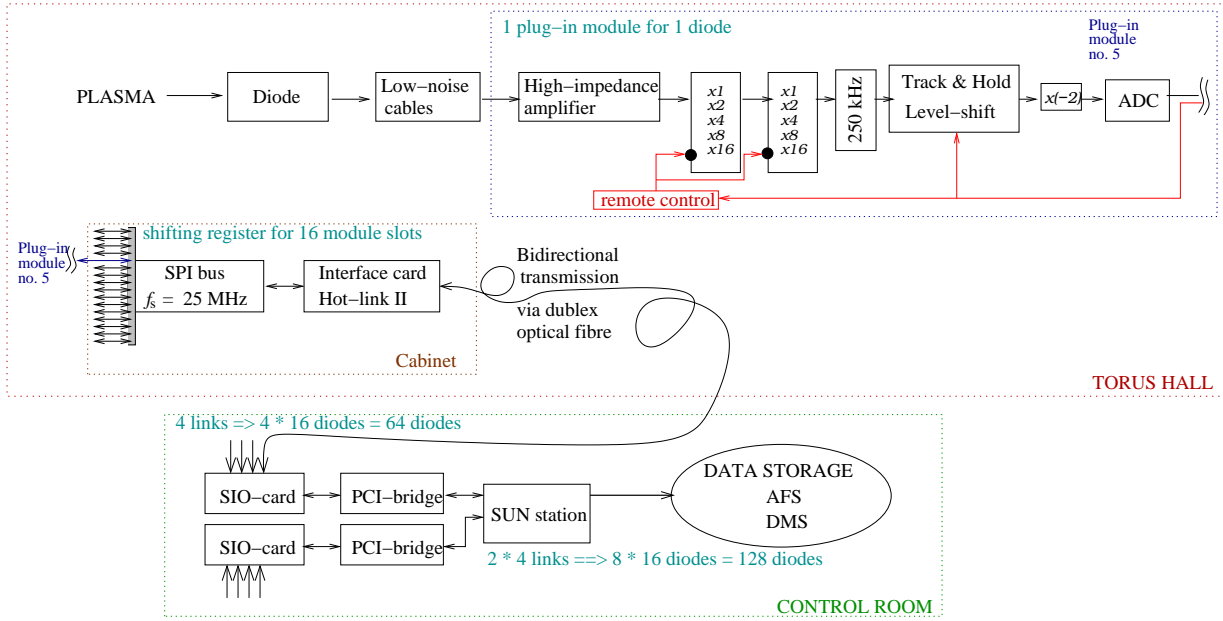 1 plug-in module for 1 diode
Plug-in
module
no. 5
PLASMA
Diode
Low-noise
cables
High-impedance
amplifier
x1
x2
x4
x8
x16
x1
x2
x4
x8
x16
250 kHz
Track & Hold
Level-shift
x(-2)
ADC
remote control
shifting register for 16 module slots
Plug-in
module
no. 5
SPI bus
fs = 25 MHz
Interface card
Hot-link II
Bidirectional
transmission
via dublex
optical fibre
Cabinet
TORUS HALL
4 links => 4 * 16 diodes = 64 diodes
SIO-card
PCI-bridge
SUN station
DATA STORAGE
AFS
DMS
SIO-card
PCI-bridge
2 * 4 links ==> 8 * 16 diodes = 128 diodes
CONTROL ROOM